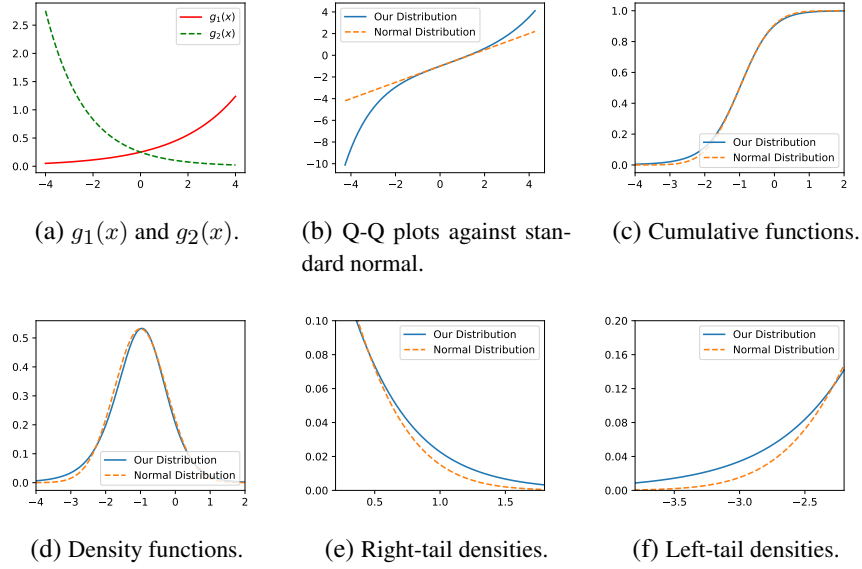 2.5
2.0
1.5
1.0
0.5
0.0
−4 −2 0 2 4
g₁(x)
g₂(x)
(a) g₁(x) and g₂(x).
4
2
0
−2
−4
−6
−8
−10
−4 −2 0 2 4
Our Distribution
Normal Distribution
(b) Q-Q plots against stan-
dard normal.
1.0
0.8
0.6
0.4
0.2
0.0
−4 −3 −2 −1 0 1 2
Our Distribution
Normal Distribution
(c) Cumulative functions.
0.5
0.4
0.3
0.2
0.1
0.0
−4 −3 −2 −1 0 1 2
Our Distribution
Normal Distribution
(d) Density functions.
0.10
0.08
0.06
0.04
0.02
0.00
0.5 1.0 1.5
Our Distribution
Normal Distribution
(e) Right-tail densities.
0.20
0.16
0.12
0.08
0.04
0.00
−3.5 −3.0 −2.5
Our Distribution
Normal Distribution
(f) Left-tail densities.